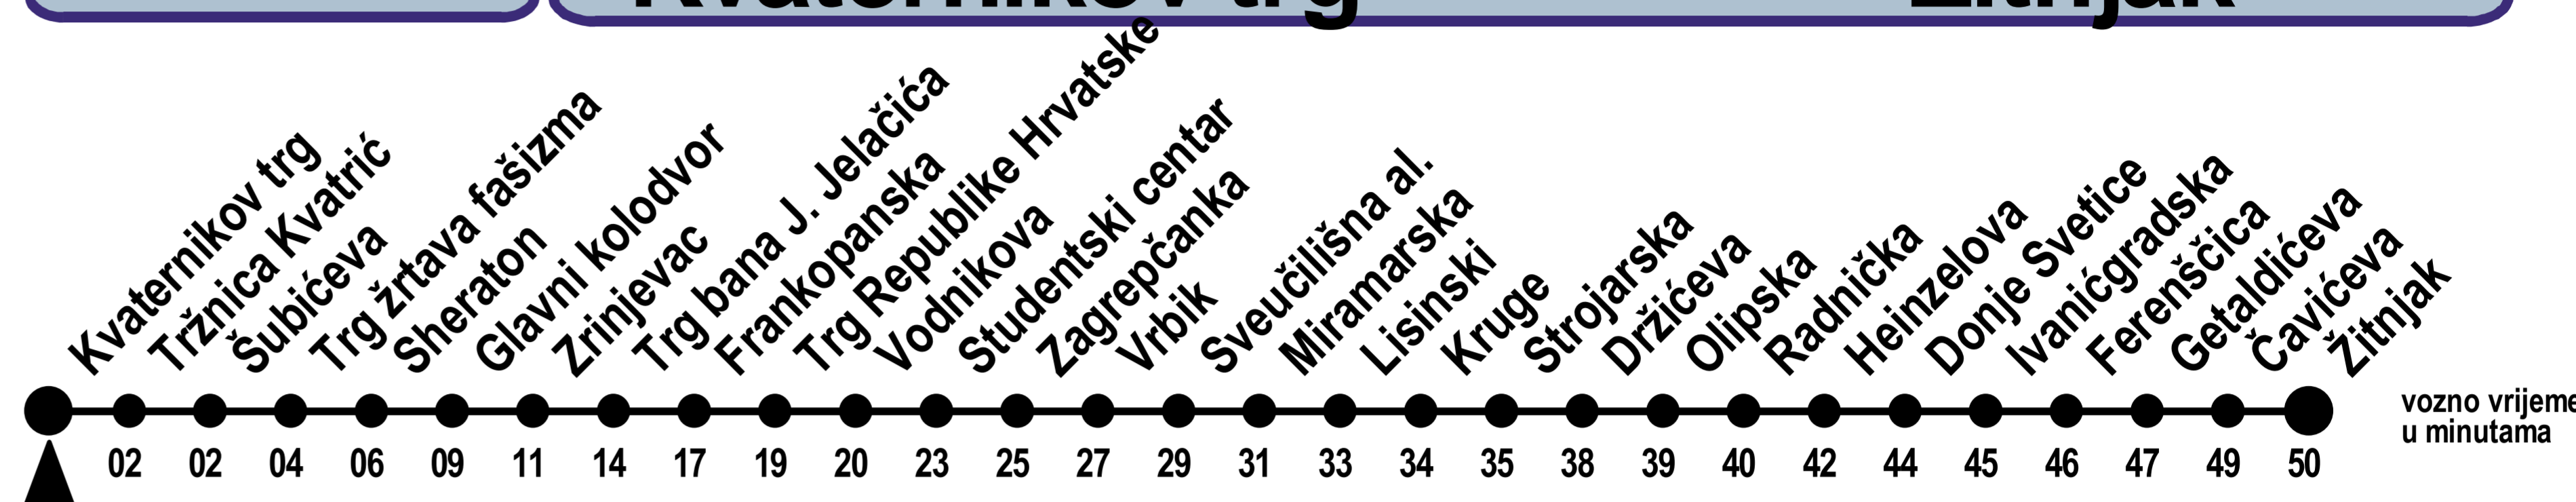 Kvaternikov trg
Žitnjak
Kvaternikov trg
Tržnica Kvatrić
Šubićeva
Trg žrtava fašizma
Sheraton
Glavni kolodvor
Zrinjevac
Trg bana J. Jelačića
Frankopanska
Trg Republike Hrvatske
Vodnikova
Studentski centar
Zagrepčanka
Vrbik
Sveučilišna al.
Miramarska
Lisinski
Kruge
Strojarska
Držićeva
Olipska
Radnička
Heinzelova
Donje Svetice
Ivanićgradska
Ferenščica
Getaldićeva
Čavićeva
Žitnjak
vozno vrijeme
u minutama
02 02 04 06 09 11 14 17 19 20 23 25 27 29 31 33 34 35 38 39 40 42 44 45 46 47 49 50